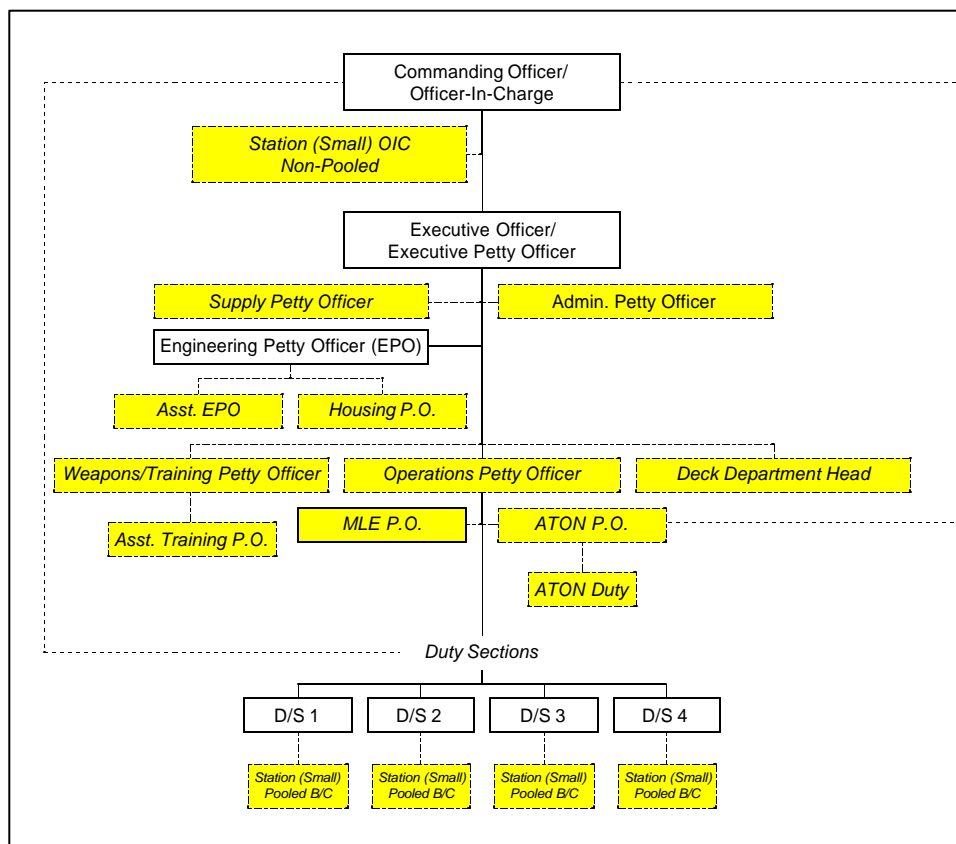 Commanding Officer/
Officer-In-Charge
Station (Small) OIC
Non-Pooled
Executive Officer/
Executive Petty Officer
Supply Petty Officer
Admin. Petty Officer
Engineering Petty Officer (EPO)
Asst. EPO
Housing P.O.
Weapons/Training Petty Officer
Operations Petty Officer
Deck Department Head
Asst. Training P.O.
MLE P.O.
ATON P.O.
ATON Duty
Duty Sections
D/S 1
D/S 2
D/S 3
D/S 4
Station (Small)
Pooled B/C
Station (Small)
Pooled B/C
Station (Small)
Pooled B/C
Station (Small)
Pooled B/C